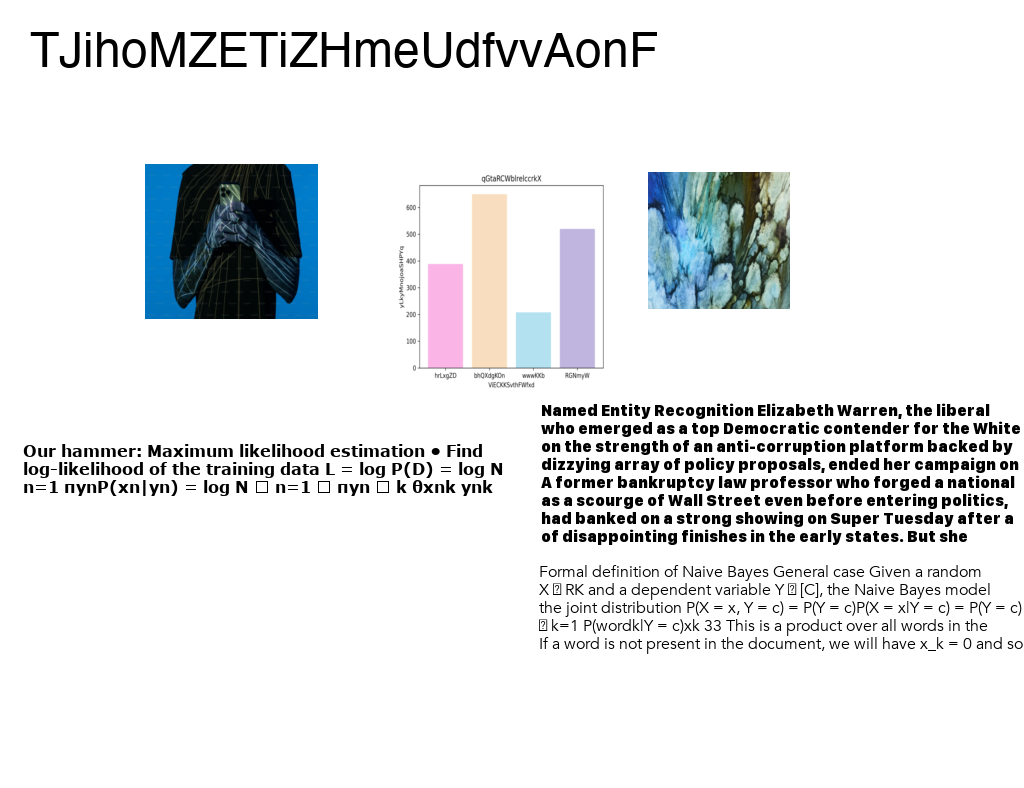 TJihoMZETiZHmeUdfvvAonF
qGtaRCWblreIccrkX
yLkyMnojoaSHPYq
600
500
400
300
200
100
0
hrLxgZD bhQXdgKOn wwwKKb RGNmyW
ViECKKSvthFWfxd
Our hammer: Maximum likelihood estimation • Find
log-likelihood of the training data L = log P(D) = log N
n=1 πynP(xn|yn) = log N □ n=1 □ πyn □ k θxnk ynk
Named Entity Recognition Elizabeth Warren, the liberal
who emerged as a top Democratic contender for the White
on the strength of an anti-corruption platform backed by
dizzying array of policy proposals, ended her campaign on
A former bankruptcy law professor who forged a national
as a scourge of Wall Street even before entering politics,
had banked on a strong showing on Super Tuesday after a
of disappointing finishes in the early states. But she
Formal definition of Naive Bayes General case Given a random
X □ RK and a dependent variable Y □ [C], the Naive Bayes model
the joint distribution P(X = x, Y = c) = P(Y = c)P(X = x|Y = c) = P(Y = c)
□ k=1 P(wordk|Y = c)xk 33 This is a product over all words in the
If a word is not present in the document, we will have x_k = 0 and so